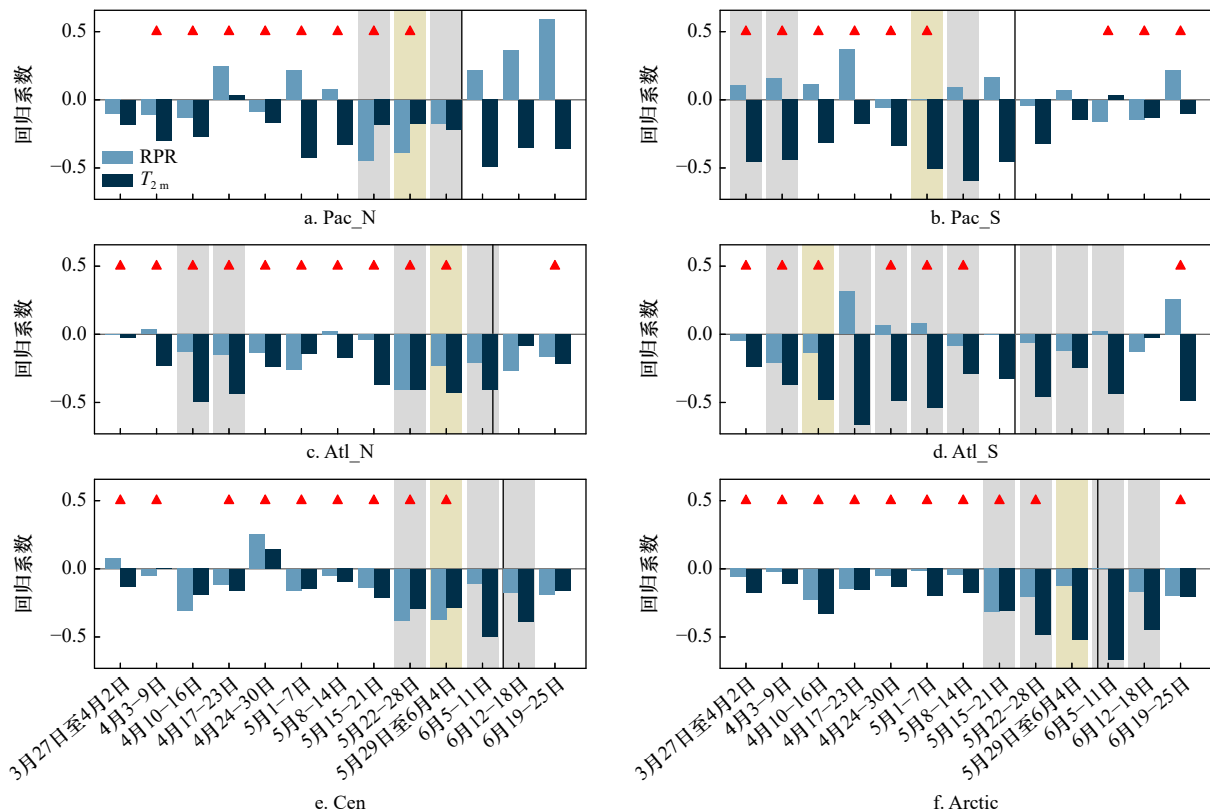 0.5
0.0
−0.5
回归系数
RPR
T2 m
a. Pac_N
0.5
0.0
−0.5
回归系数
b. Pac_S
0.5
0.0
−0.5
回归系数
c. Atl_N
0.5
0.0
−0.5
回归系数
d. Atl_S
0.5
0.0
−0.5
回归系数
3月27日至4月2日
4月3−9日
4月10−16日
4月17−23日
4月24−30日
5月1−7日
5月8−14日
5月15−21日
5月22−28日
5月29日至6月4日
6月5−11日
6月12−18日
6月19−25日
e. Cen
0.5
0.0
−0.5
回归系数
3月27日至4月2日
4月3−9日
4月10−16日
4月17−23日
4月24−30日
5月1−7日
5月8−14日
5月15−21日
5月22−28日
5月29日至6月4日
6月5−11日
6月12−18日
6月19−25日
f. Arctic